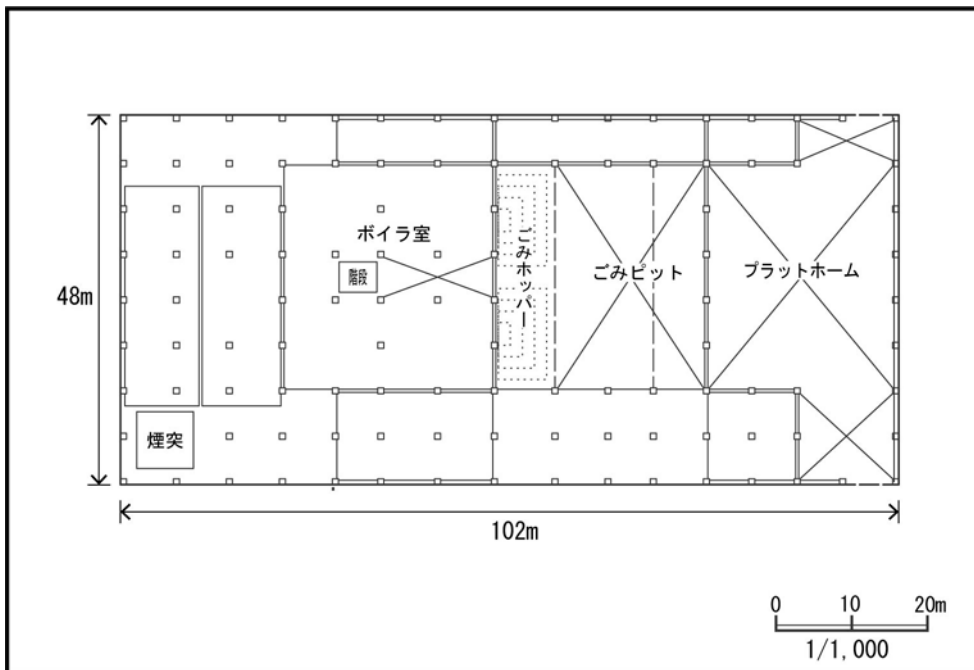 ボイラ室
階段
ごみホッパー
ごみピット
プラットホーム
48m
煙突
102m
0 10 20m
1/1,000